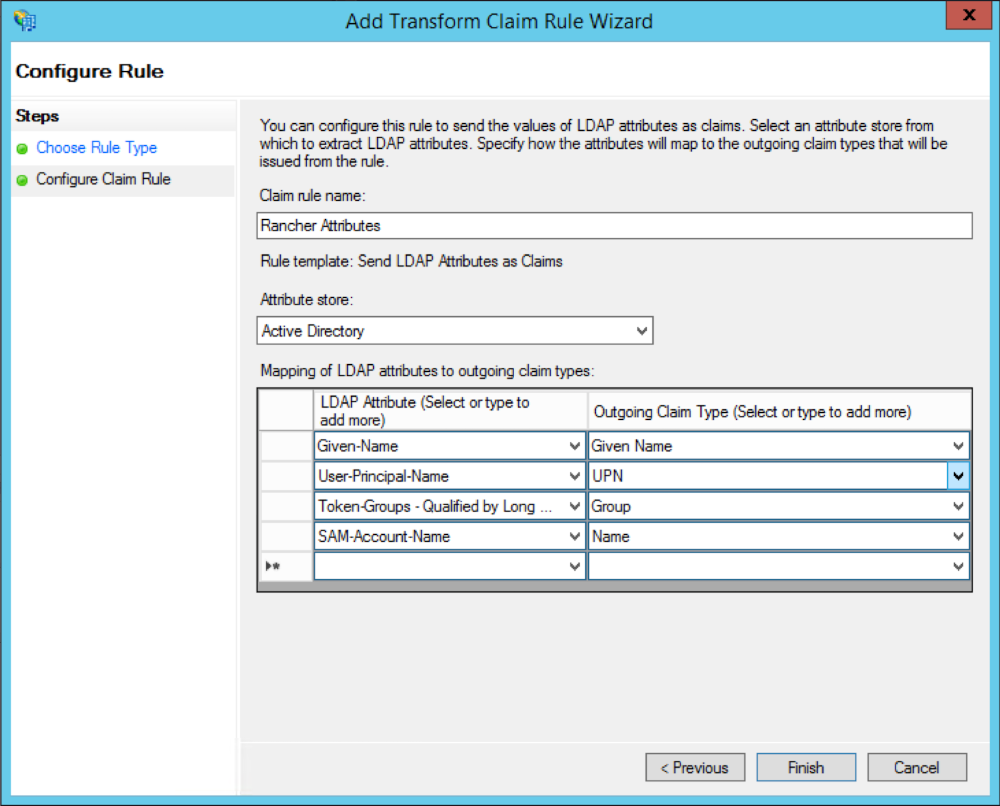 Add Transform Claim Rule Wizard
X
Configure Rule
Steps
Choose Rule Type
Configure Claim Rule
You can configure this rule to send the values of LDAP attributes as claims. Select an attribute store from
which to extract LDAP attributes. Specify how the attributes will map to the outgoing claim types that will be
issued from the rule.
Claim rule name:
Rancher Attributes
Rule template: Send LDAP Attributes as Claims
Attribute store:
Active Directory
Mapping of LDAP attributes to outgoing claim types:
LDAP Attribute (Select or type to
add more)
Outgoing Claim Type (Select or type to add more)
Given-Name
Given Name
User-Principal-Name
UPN
Token-Groups - Qualified by Long ...
Group
SAM-Account-Name
Name
< Previous
Finish
Cancel